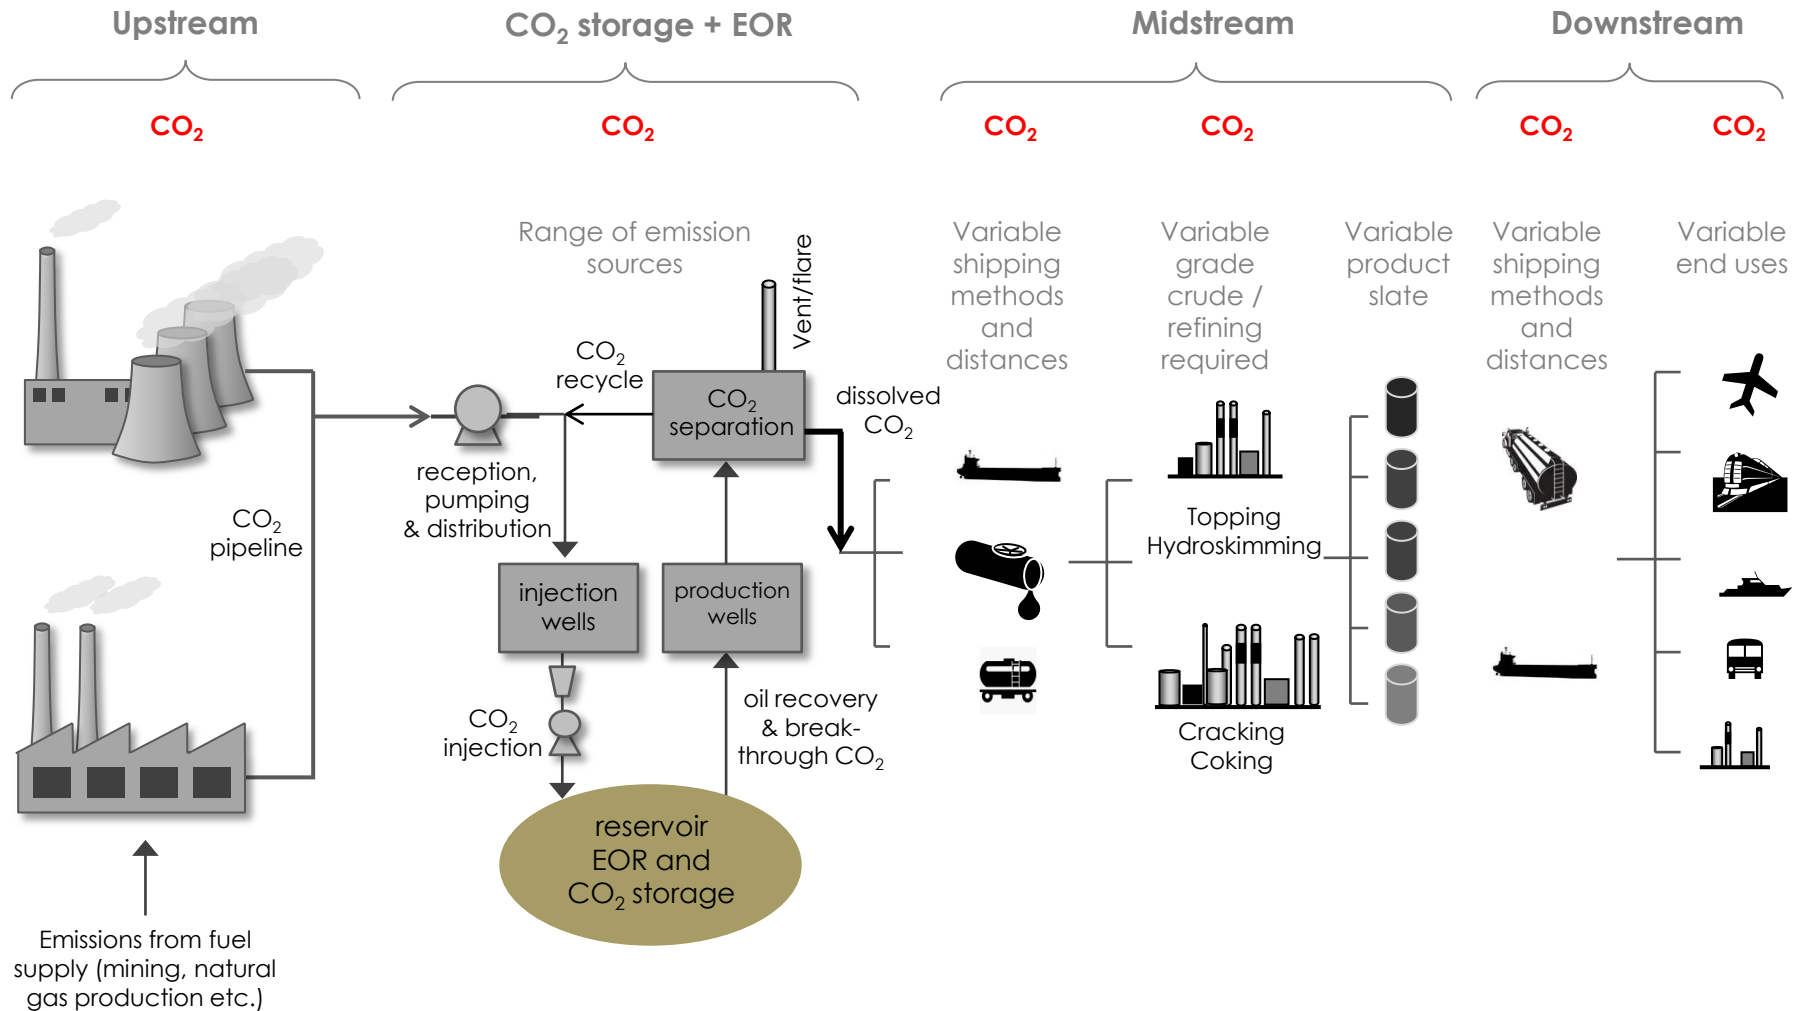 Upstream
CO₂ storage + EOR
Midstream
Downstream
CO₂
CO₂
CO₂
CO₂
CO₂
CO₂
Range of emission
sources
Vent/flare
Variable
shipping
methods
and
distances
Variable
grade
crude /
refining
required
Variable
product
slate
Variable
shipping
methods
and
distances
Variable
end uses
CO₂
recycle
CO₂
separation
dissolved
CO₂
reception,
pumping
& distribution
CO₂
pipeline
injection
wells
production
wells
Topping
Hydroskimming
CO₂
injection
oil recovery
& break-
through CO₂
Cracking
Coking
reservoir
EOR and
CO₂ storage
Emissions from fuel
supply (mining, natural
gas production etc.)